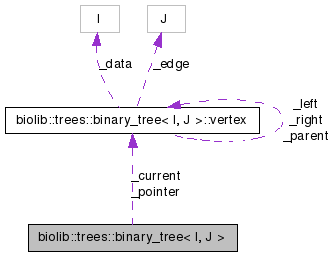 I
J
_data
_edge
biolib::trees::binary_tree< I, J >::vertex
_left
_right
_parent
_current
_pointer
biolib::trees::binary_tree< I, J >